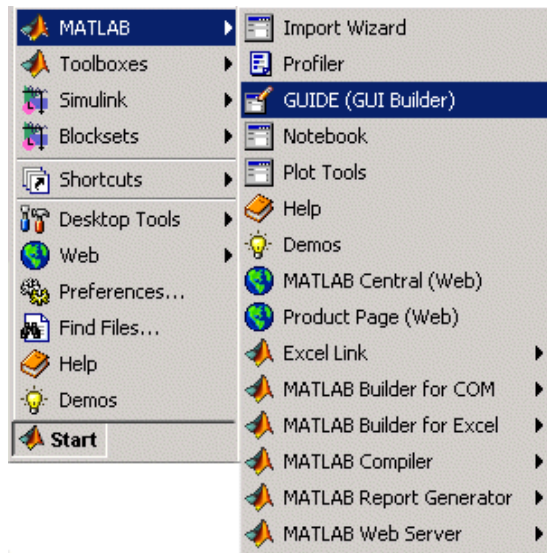 MATLAB
Toolboxes
Simulink
Blocksets
Shortcuts
Desktop Tools
Web
Preferences...
Find Files...
Help
Demos
Start
Import Wizard
Profiler
GUIDE (GUI Builder)
Notebook
Plot Tools
Help
Demos
MATLAB Central (Web)
Product Page (Web)
Excel Link
MATLAB Builder for COM
MATLAB Builder for Excel
MATLAB Compiler
MATLAB Report Generator
MATLAB Web Server